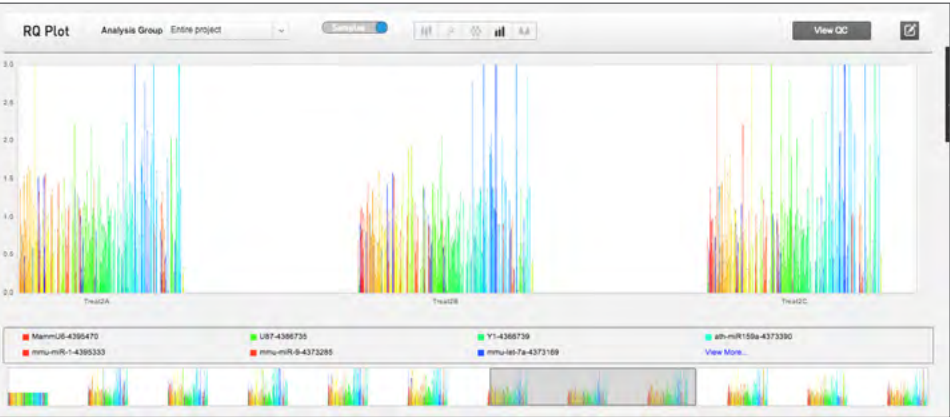 RQ Plot Analysis Group Entire project Samples View QC
3.0
2.5
2.0
1.5
1.0
0.5
0.0
Treat2A Treat2B Treat2C
MammU6-4395470 U87-4386735 Y1-4386739 ath-miR159a-4373390
mmu-miR-1-4395333 mmu-miR-9-4373285 mmu-let-7a-4373169 View More...